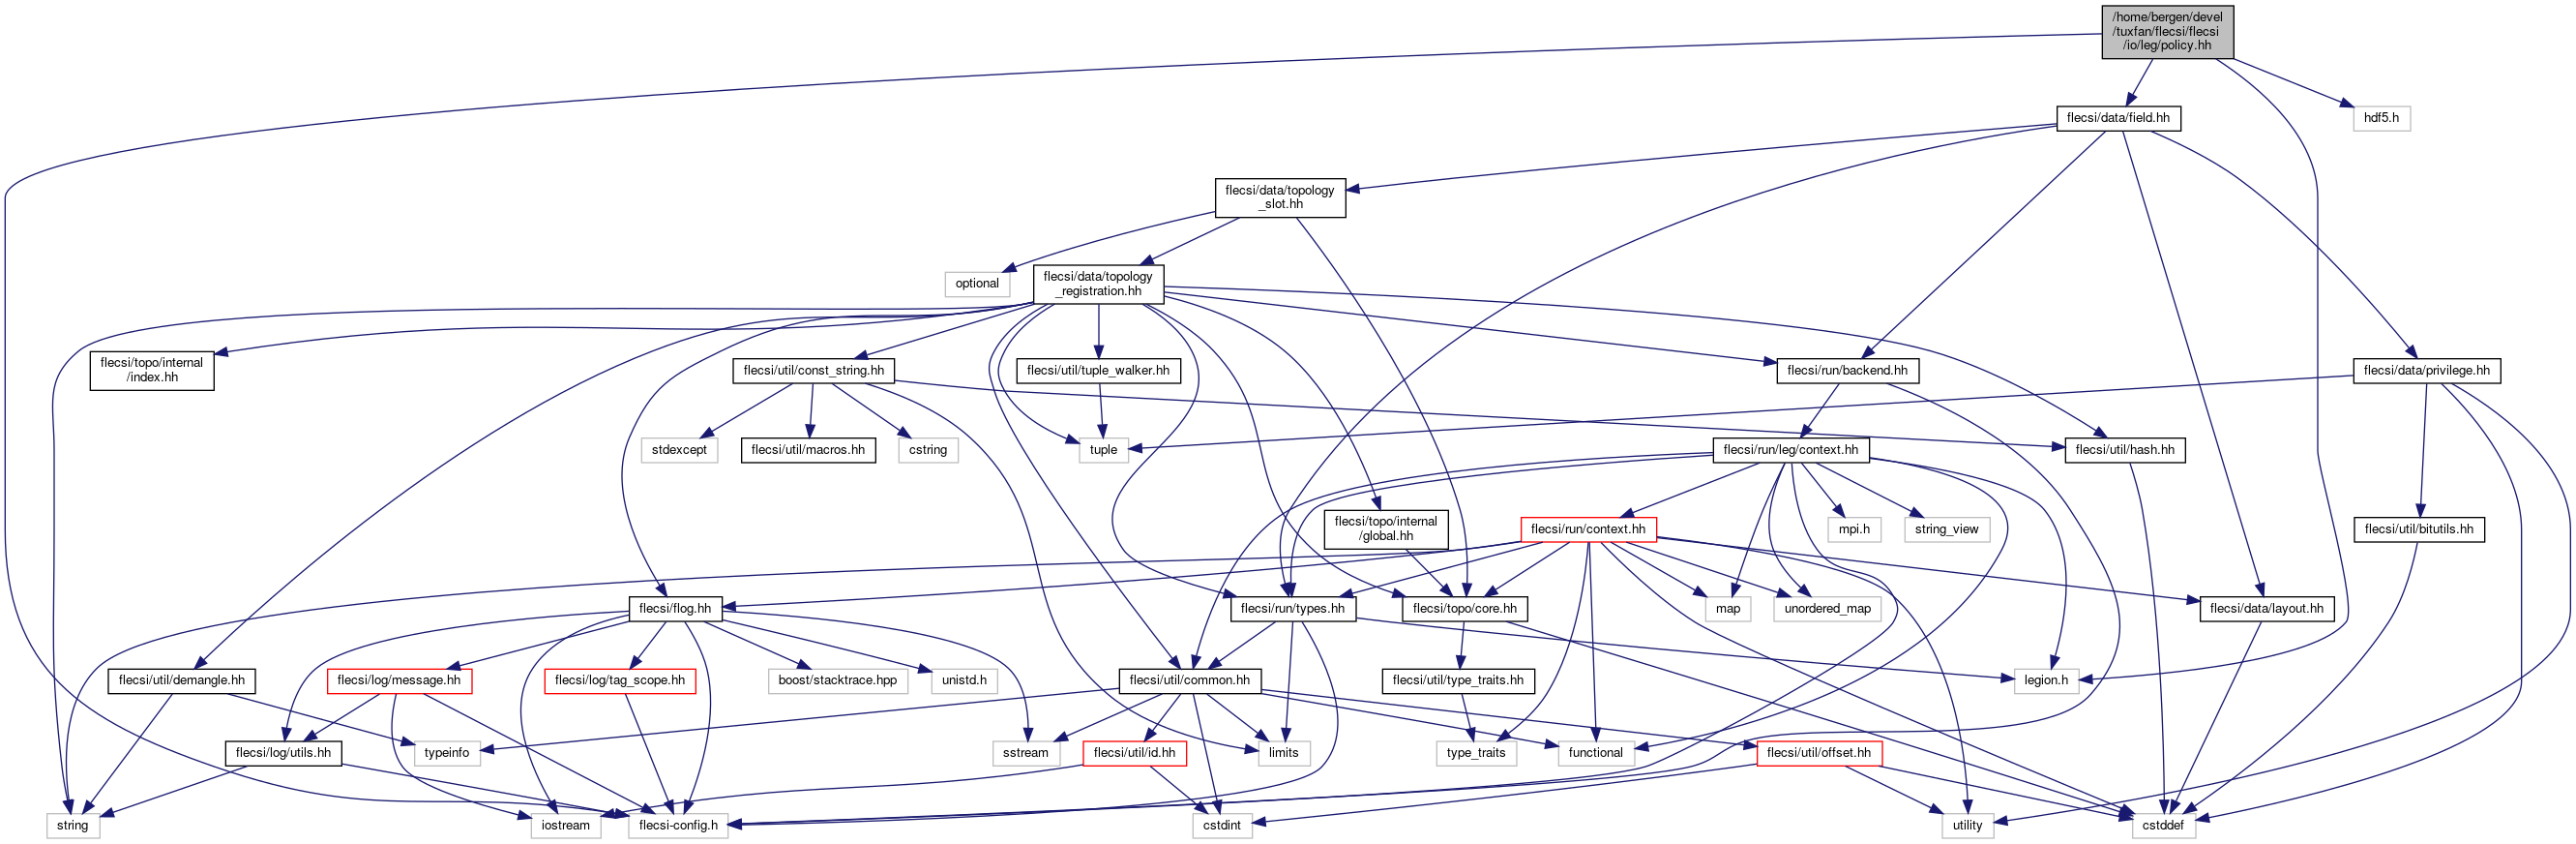 /home/bergen/devel
/tuxfan/flecsi/flecsi
/io/leg/policy.hh
flecsi/data/field.hh
hdf5.h
flecsi/data/topology
_slot.hh
optional
flecsi/data/topology
_registration.hh
flecsi/topo/internal
/index.hh
flecsi/util/const_string.hh
flecsi/util/tuple_walker.hh
flecsi/run/backend.hh
flecsi/data/privilege.hh
stdexcept
flecsi/util/macros.hh
cstring
tuple
flecsi/run/leg/context.hh
flecsi/util/hash.hh
flecsi/topo/internal
/global.hh
flecsi/run/context.hh
mpi.h
string_view
flecsi/util/bitutils.hh
flecsi/flog.hh
flecsi/run/types.hh
flecsi/topo/core.hh
map
unordered_map
flecsi/data/layout.hh
flecsi/util/demangle.hh
flecsi/log/message.hh
flecsi/log/tag_scope.hh
boost/stacktrace.hpp
unistd.h
flecsi/util/common.hh
flecsi/util/type_traits.hh
legion.h
flecsi/log/utils.hh
typeinfo
sstream
flecsi/util/id.hh
limits
type_traits
functional
flecsi/util/offset.hh
string
iostream
flecsi-config.h
cstdint
utility
cstddef